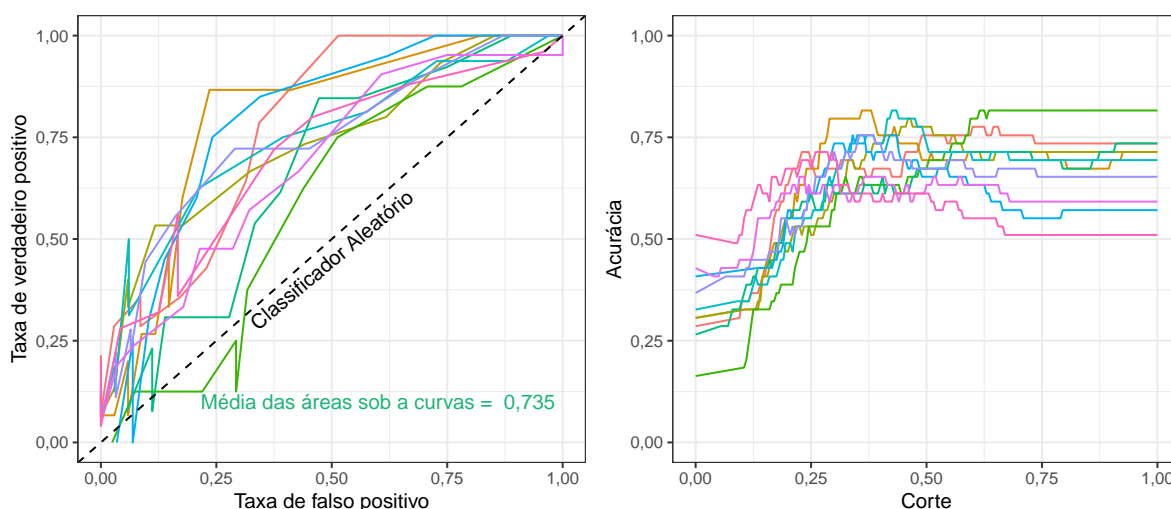 Taxa de verdadeiro positivo
1,00
0,75
0,50
0,25
0,00
Classificador Aleatório
Média das áreas sob a curvas = 0,735
0,00 0,25 0,50 0,75 1,00
Taxa de falso positivo
Acurácia
1,00
0,75
0,50
0,25
0,00
0,00 0,25 0,50 0,75 1,00
Corte